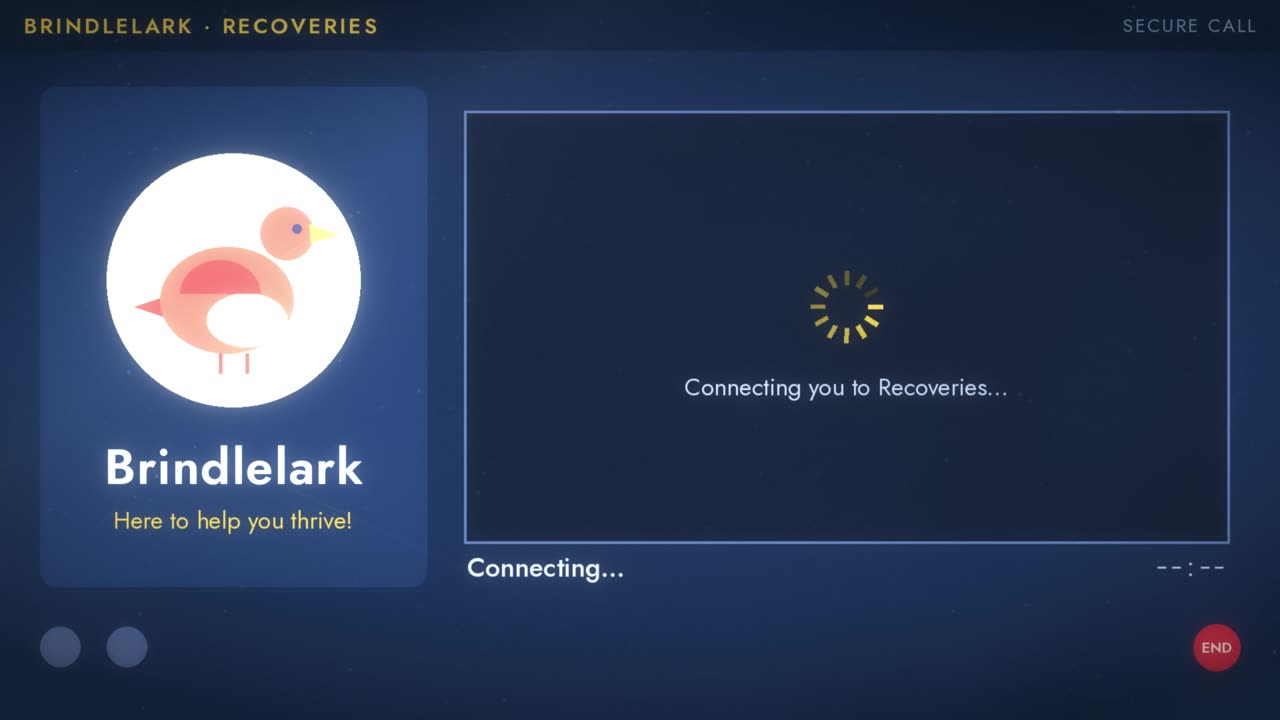 BRINDLELARK · RECOVERIES
SECURE CALL
Brindlelark
Here to help you thrive!
Connecting you to Recoveries...
Connecting...
--:--
END